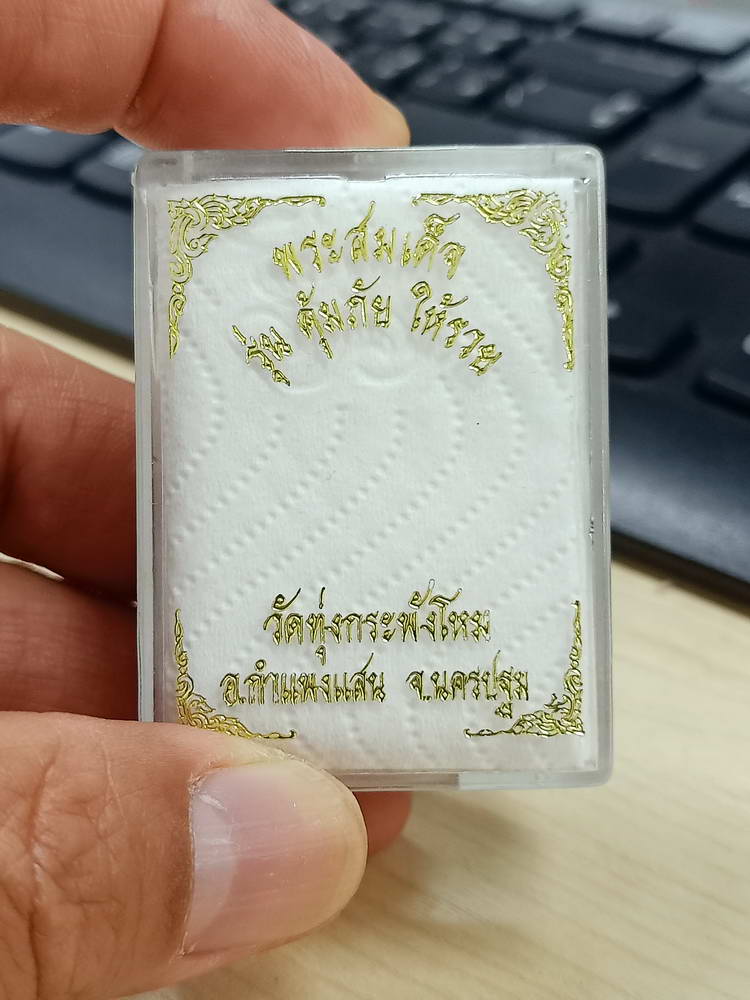 พระสมเด็จ
รุ่น คุ้มภัย ให้รวย
วัดทุ่งกระพังโหม
อ.กำแพงแสน จ.นครปฐม